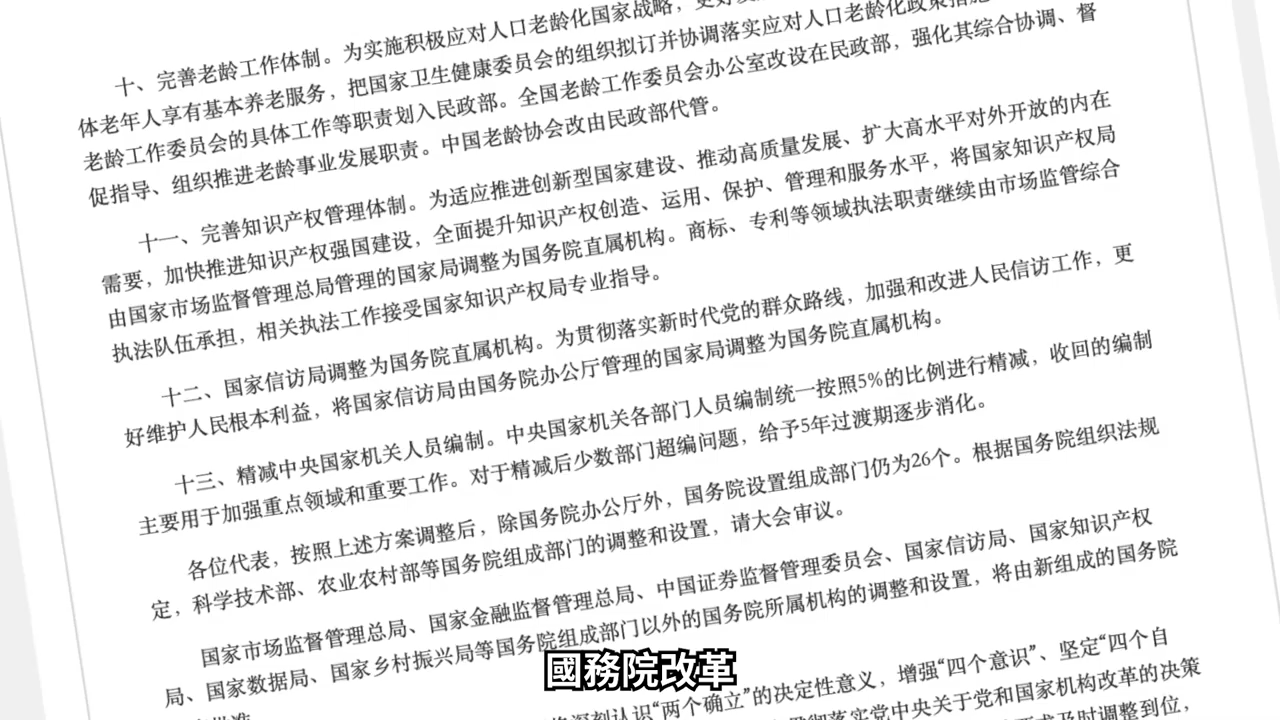 十、完善老龄工作体制。为实施积极应对人口老龄化国家战略，更好
体老年人享有基本养老服务，把国家卫生健康委员会的组织拟订并协调落实应对人口老龄化政策措施
老龄工作委员会的具体工作等职责划入民政部。全国老龄工作委员会办公室改设在民政部，强化其综合协调、督
促指导、组织推进老龄事业发展职责。中国老龄协会改由民政部代管。
十一、完善知识产权管理体制。为适应推进创新型国家建设、推动高质量发展、扩大高水平对外开放的内在
需要，加快推进知识产权强国建设，全面提升知识产权创造、运用、保护、管理和服务水平，将国家知识产权局
由国家市场监督管理总局管理的国家局调整为国务院直属机构。商标、专利等领域执法职责继续由市场监管综合
执法队伍承担，相关执法工作接受国家知识产权局专业指导。
十二、国家信访局调整为国务院直属机构。为贯彻落实新时代党的群众路线，加强和改进人民信访工作，更
好维护人民根本利益，将国家信访局由国务院办公厅管理的国家局调整为国务院直属机构。
十三、精减中央国家机关人员编制。中央国家机关各部门人员编制统一按照5%的比例进行精减，收回的编制
主要用于加强重点领域和重要工作。对于精减后少数部门超编问题，给予5年过渡期逐步消化。
各位代表，按照上述方案调整后，除国务院办公厅外，国务院设置组成部门仍为26个。根据国务院组织法规
定，科学技术部、农业农村部等国务院组成部门的调整和设置，请大会审议。
国家市场监督管理总局、国家金融监督管理总局、中国证券监督管理委员会、国家信访局、国家知识产权
局、国家数据局、国家乡村振兴局等国务院组成部门以外的国务院所属机构的调整和设置，将由新组成的国务院
深刻认识“两个确立”的决定性意义，增强“四个意识”、坚定“四个自
贯彻落实党中央关于党和国家机构改革的决策
及时调整到位，
國務院改革